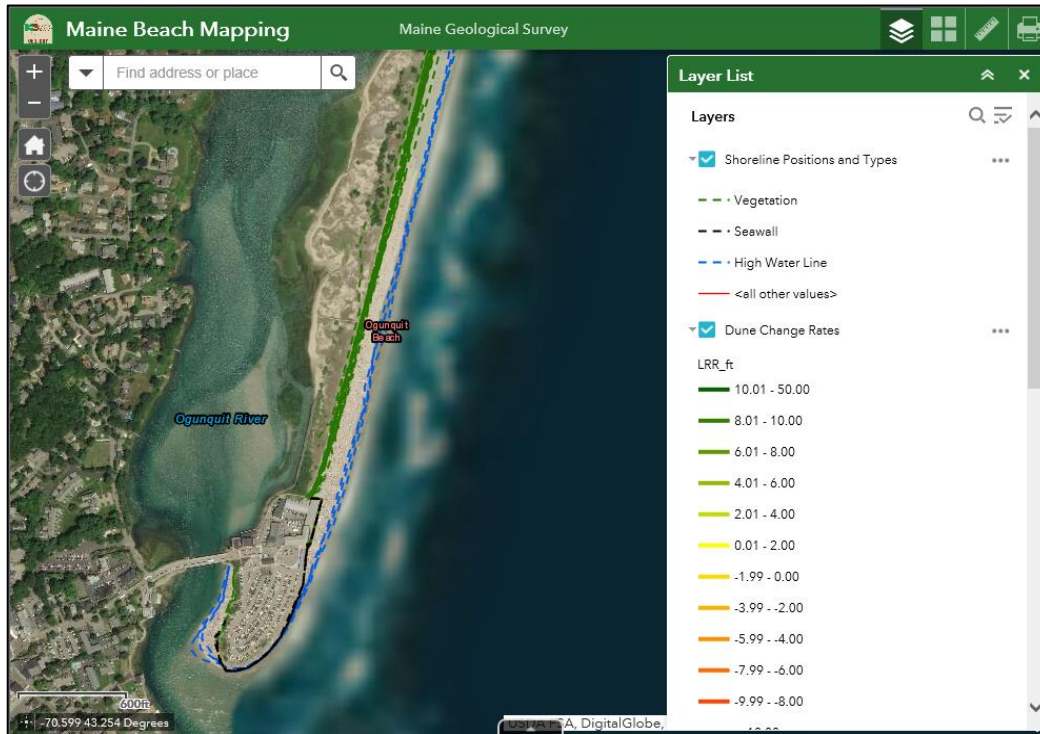 Maine Beach Mapping
Maine Geological Survey
+
Find address or place
−
Layer List
Layers
Shoreline Positions and Types
Vegetation
Seawall
High Water Line
<all other values>
Dune Change Rates
LRR_ft
10.01 - 50.00
8.01 - 10.00
6.01 - 8.00
4.01 - 6.00
2.01 - 4.00
0.01 - 2.00
-1.99 - 0.00
-3.99 - -2.00
-5.99 - -4.00
-7.99 - -6.00
-9.99 - -8.00
Ogunquit
Beach
Ogunquit River
600ft
-70.599 43.254 Degrees
USDA FSA, DigitalGlobe,